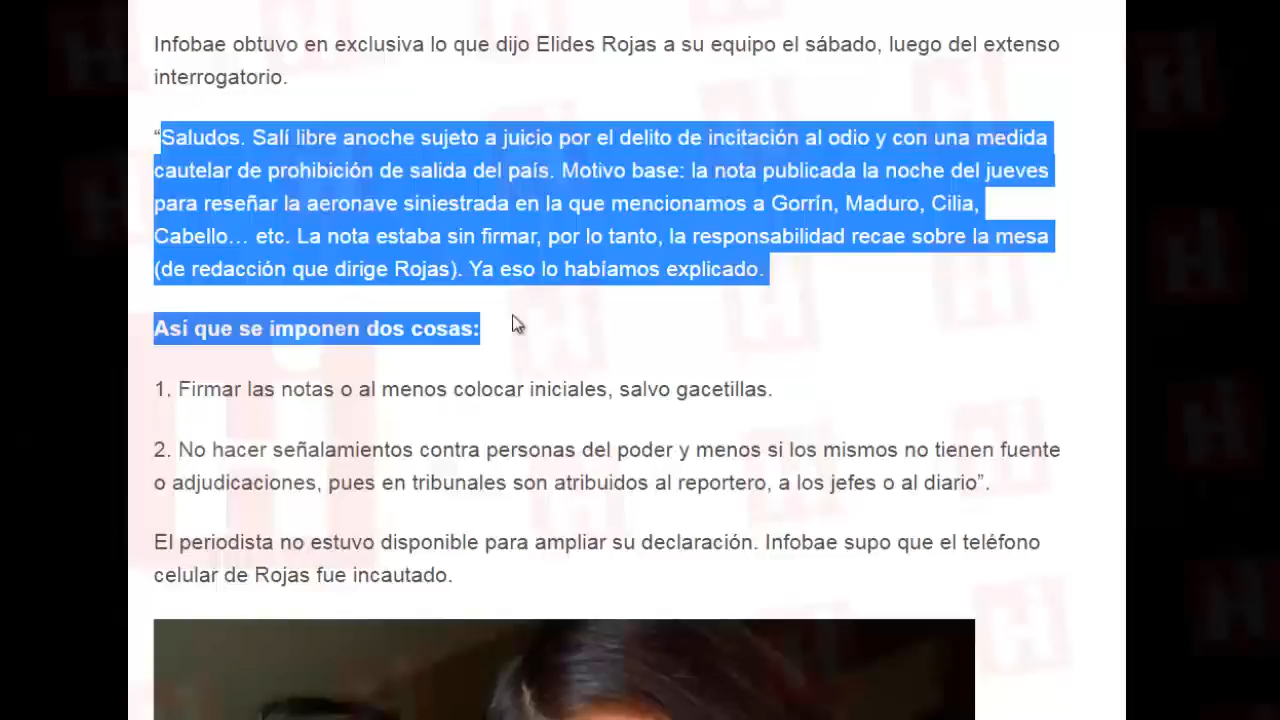 Infobae obtuvo en exclusiva lo que dijo Elides Rojas a su equipo el sábado, luego del extenso
interrogatorio.
“Saludos. Salí libre anoche sujeto a juicio por el delito de incitación al odio y con una medida
cautelar de prohibición de salida del país. Motivo base: la nota publicada la noche del jueves
para reseñar la aeronave siniestrada en la que mencionamos a Gorrín, Maduro, Cilia,
Cabello… etc. La nota estaba sin firmar, por lo tanto, la responsabilidad recae sobre la mesa
(de redacción que dirige Rojas). Ya eso lo habíamos explicado.
Así que se imponen dos cosas:
1. Firmar las notas o al menos colocar iniciales, salvo gacetillas.
2. No hacer señalamientos contra personas del poder y menos si los mismos no tienen fuente
o adjudicaciones, pues en tribunales son atribuidos al reportero, a los jefes o al diario”.
El periodista no estuvo disponible para ampliar su declaración. Infobae supo que el teléfono
celular de Rojas fue incautado.